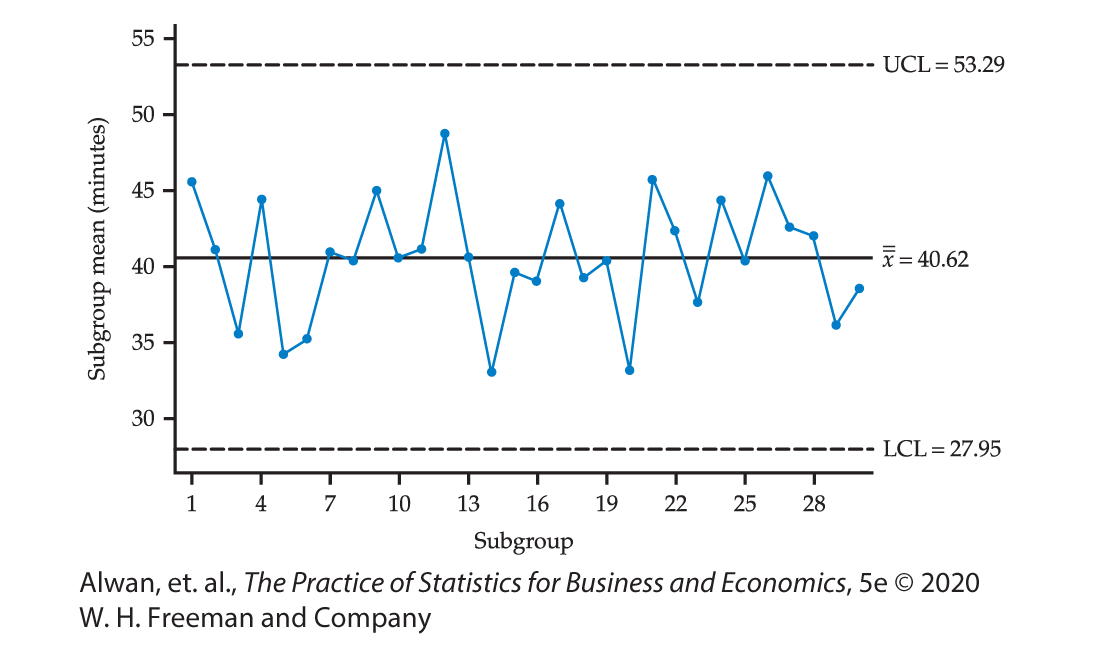 55
UCL = 53.29
50
Subgroup mean (minutes)
45
40
x̿ = 40.62
35
30
LCL = 27.95
1 4 7 10 13 16 19 22 25 28
Subgroup
Alwan, et. al., The Practice of Statistics for Business and Economics, 5e © 2020
W. H. Freeman and Company